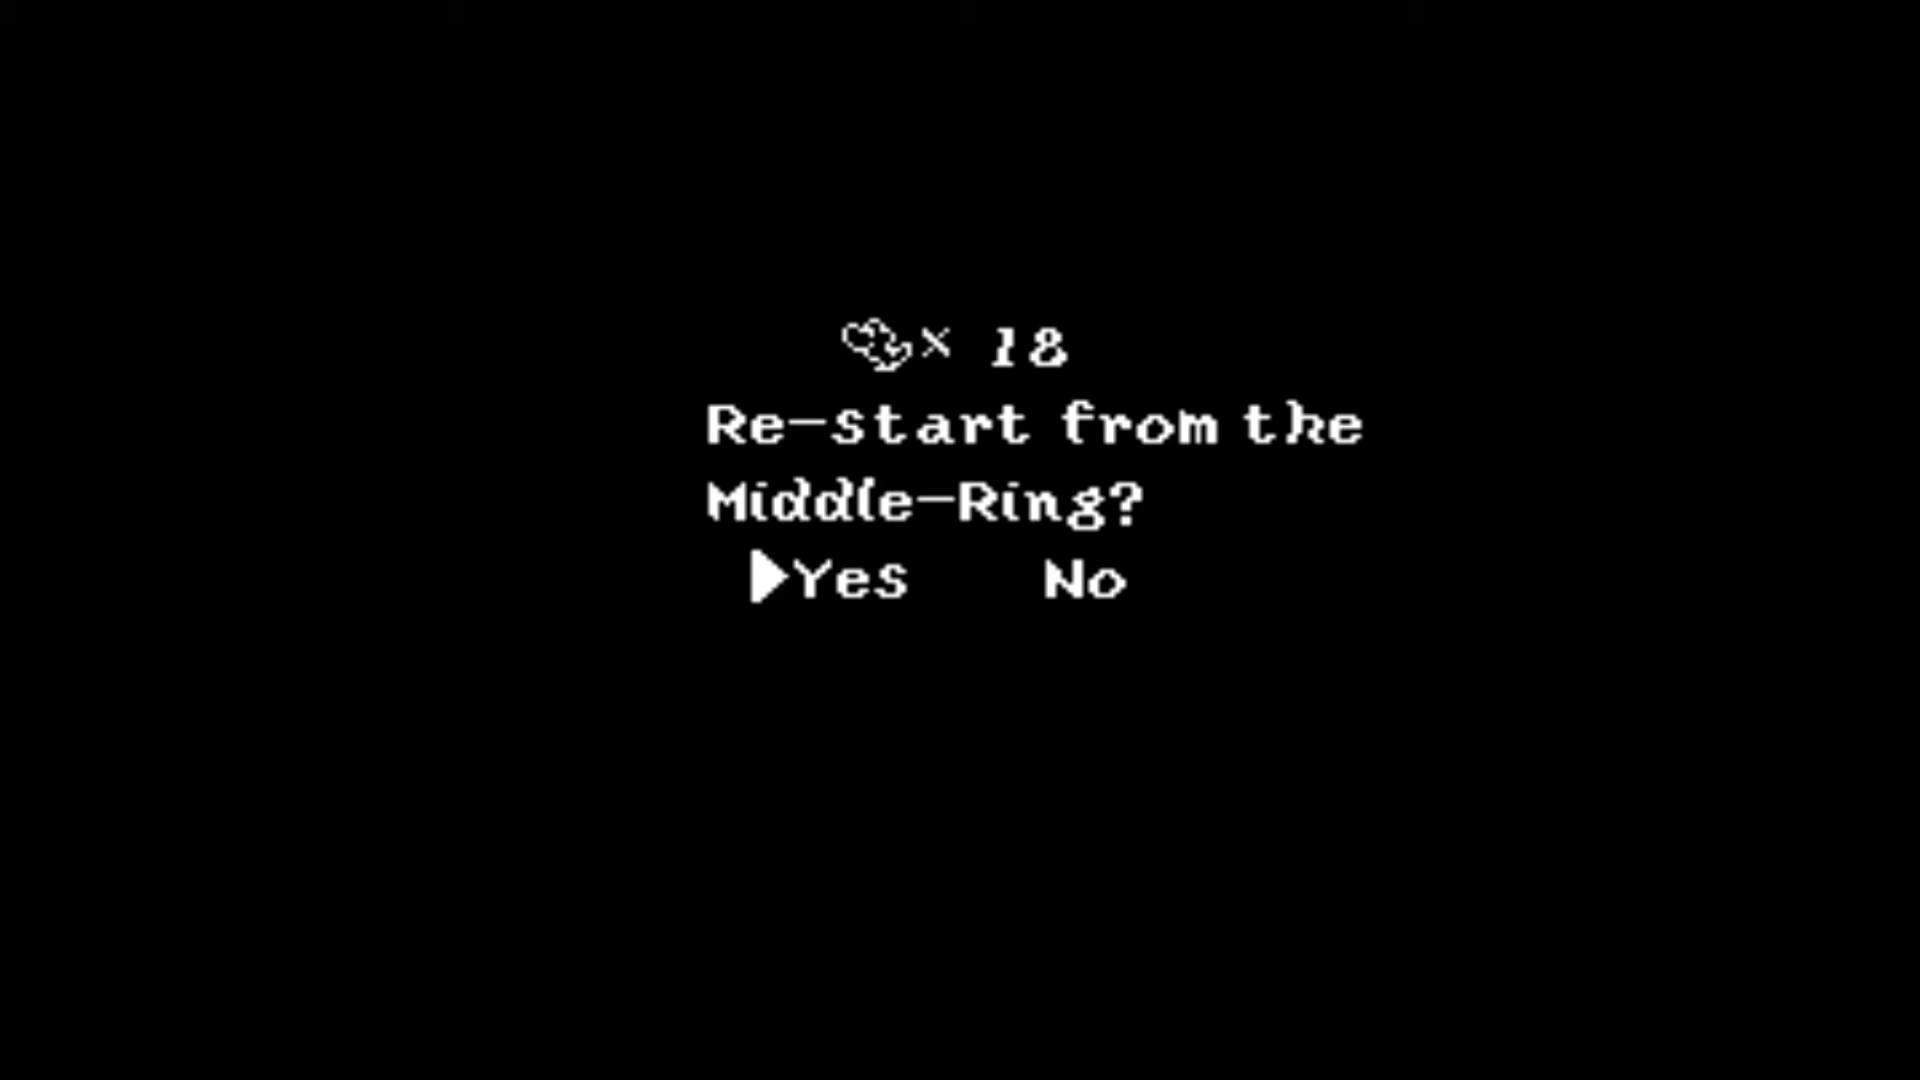 × 18
Re-start from the
Middle-Ring?
Yes No